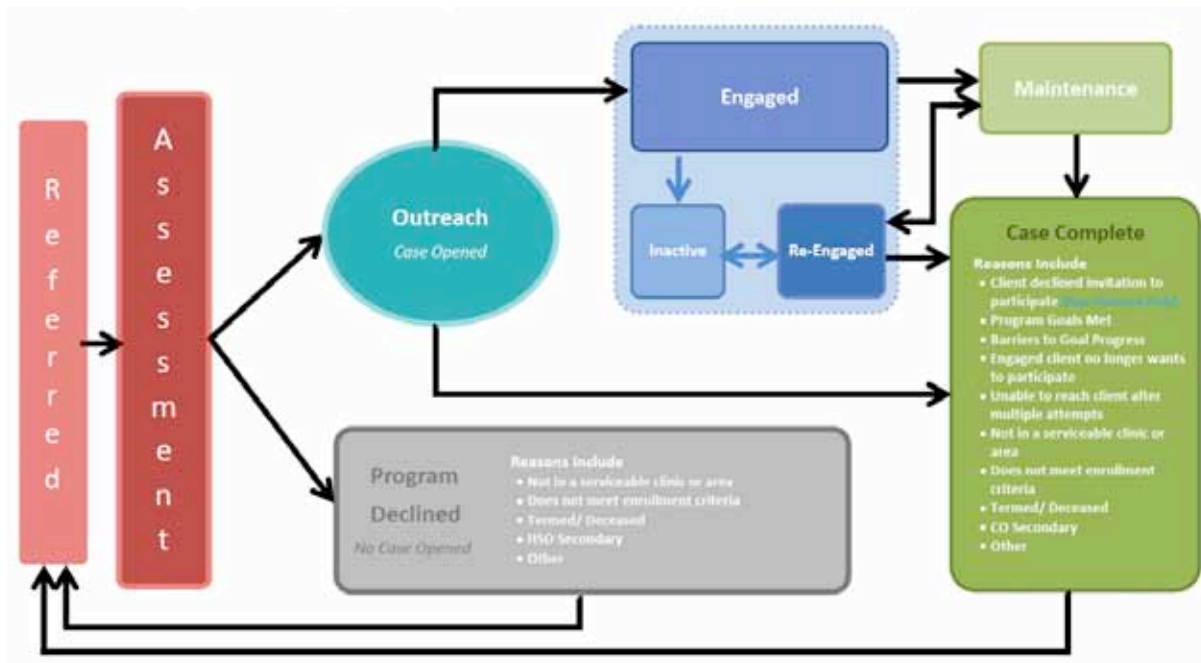 Referred
Assessment
Outreach
Case Opened
Engaged
Inactive
Re-Engaged
Maintenance
Program
Declined
No Case Opened
Reasons Include
• Not in a serviceable clinic or area
• Does not meet enrollment criteria
• Termed/ Deceased
• HSO Secondary
• Other
Case Complete
Reasons Include
• Client declined invitation to
participate
• Program Goals Met
• Barriers to Goal Progress
• Engaged client no longer wants
to participate
• Unable to reach client after
multiple attempts
• Not in a serviceable clinic or
area
• Does not meet enrollment
criteria
• Termed/ Deceased
• CO Secondary
• Other